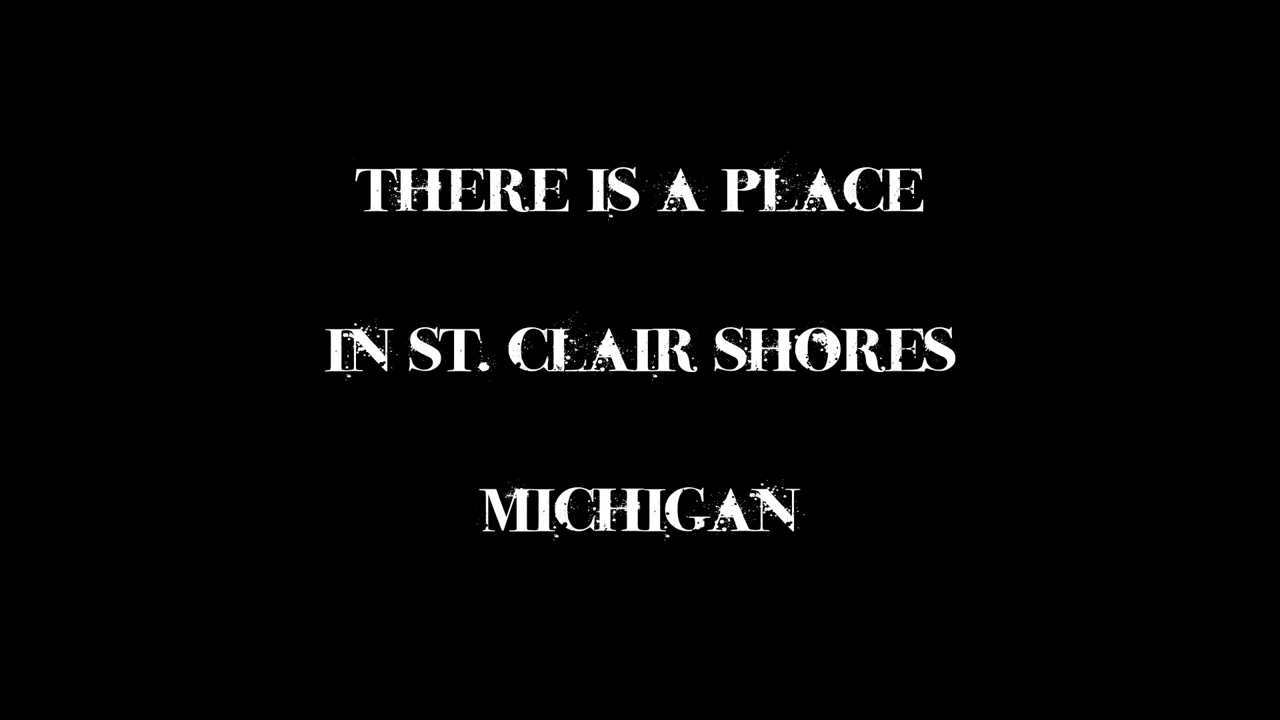 THERE IS A PLACE
IN ST. CLAIR SHORES
MICHIGAN